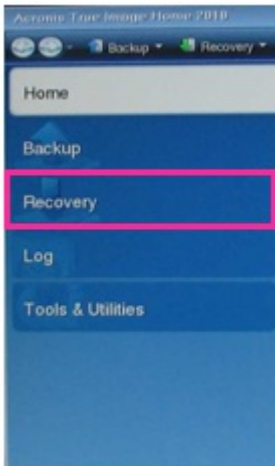 Acronis True Image Home 2010
Backup Recovery
Home
Backup
Recovery
Log
Tools & Utilities